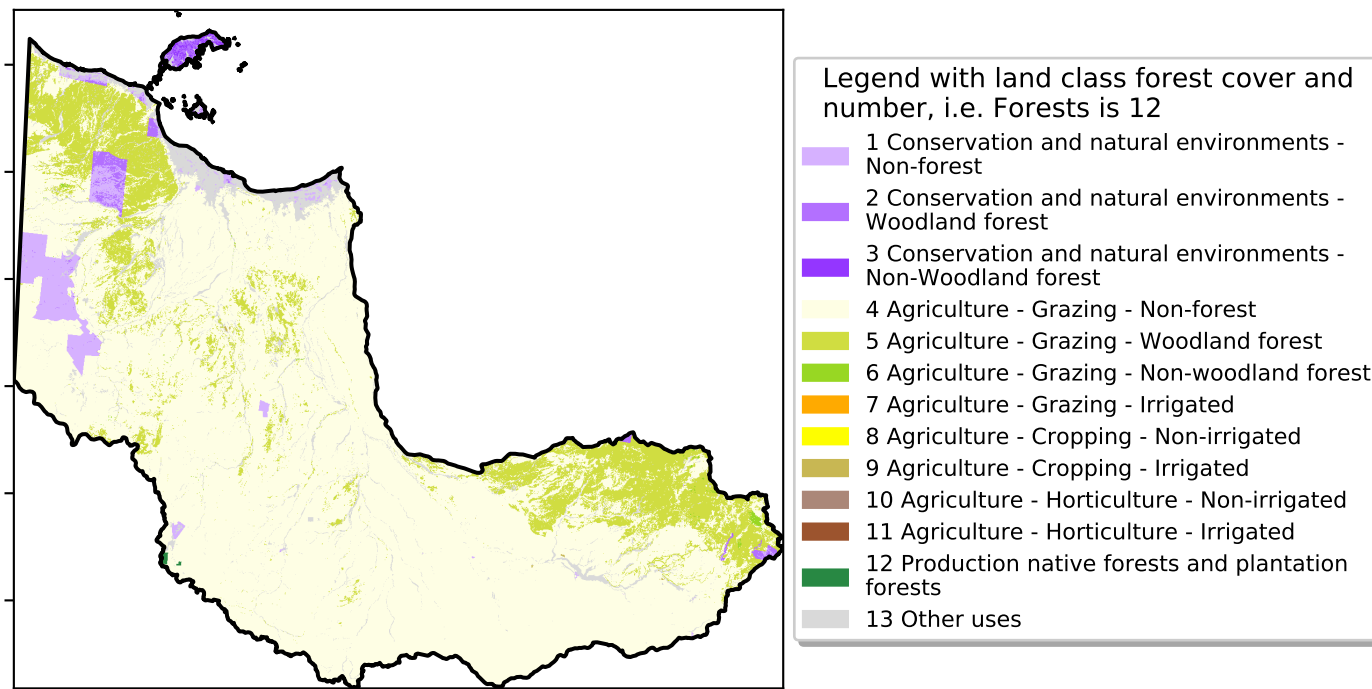 Legend with land class forest cover and
number, i.e. Forests is 12
1 Conservation and natural environments -
Non-forest
2 Conservation and natural environments -
Woodland forest
3 Conservation and natural environments -
Non-Woodland forest
4 Agriculture - Grazing - Non-forest
5 Agriculture - Grazing - Woodland forest
6 Agriculture - Grazing - Non-woodland forest
7 Agriculture - Grazing - Irrigated
8 Agriculture - Cropping - Non-irrigated
9 Agriculture - Cropping - Irrigated
10 Agriculture - Horticulture - Non-irrigated
11 Agriculture - Horticulture - Irrigated
12 Production native forests and plantation
forests
13 Other uses